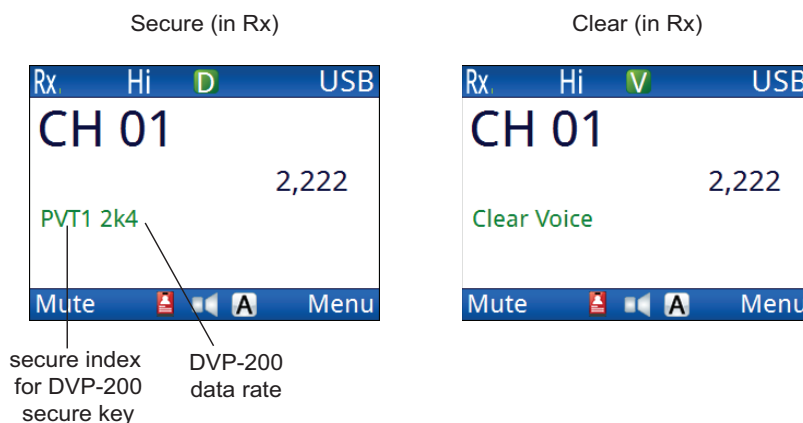 Secure (in Rx)
Rx Hi D USB
CH 01
2,222
PVT1 2k4
Mute A Menu
secure index
for DVP-200
secure key
DVP-200
data rate
Clear (in Rx)
Rx Hi V USB
CH 01
2,222
Clear Voice
Mute A Menu